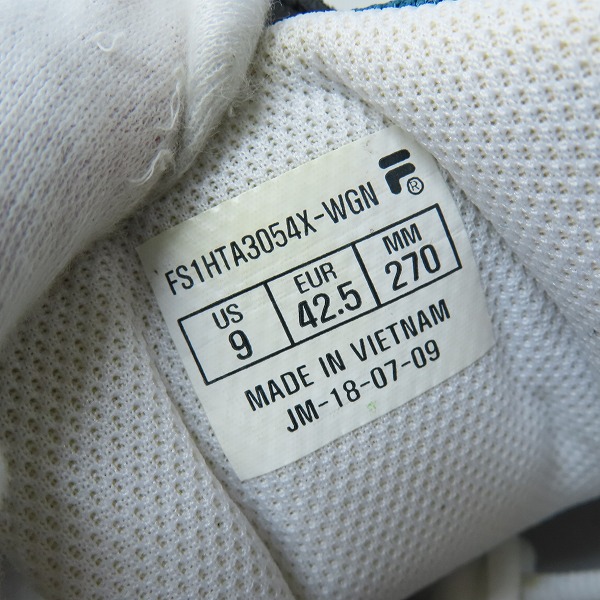 FS1HTA3054X-WGN F®
US EUR MM
9 42.5 270
MADE IN VIETNAM
JM-18-07-09